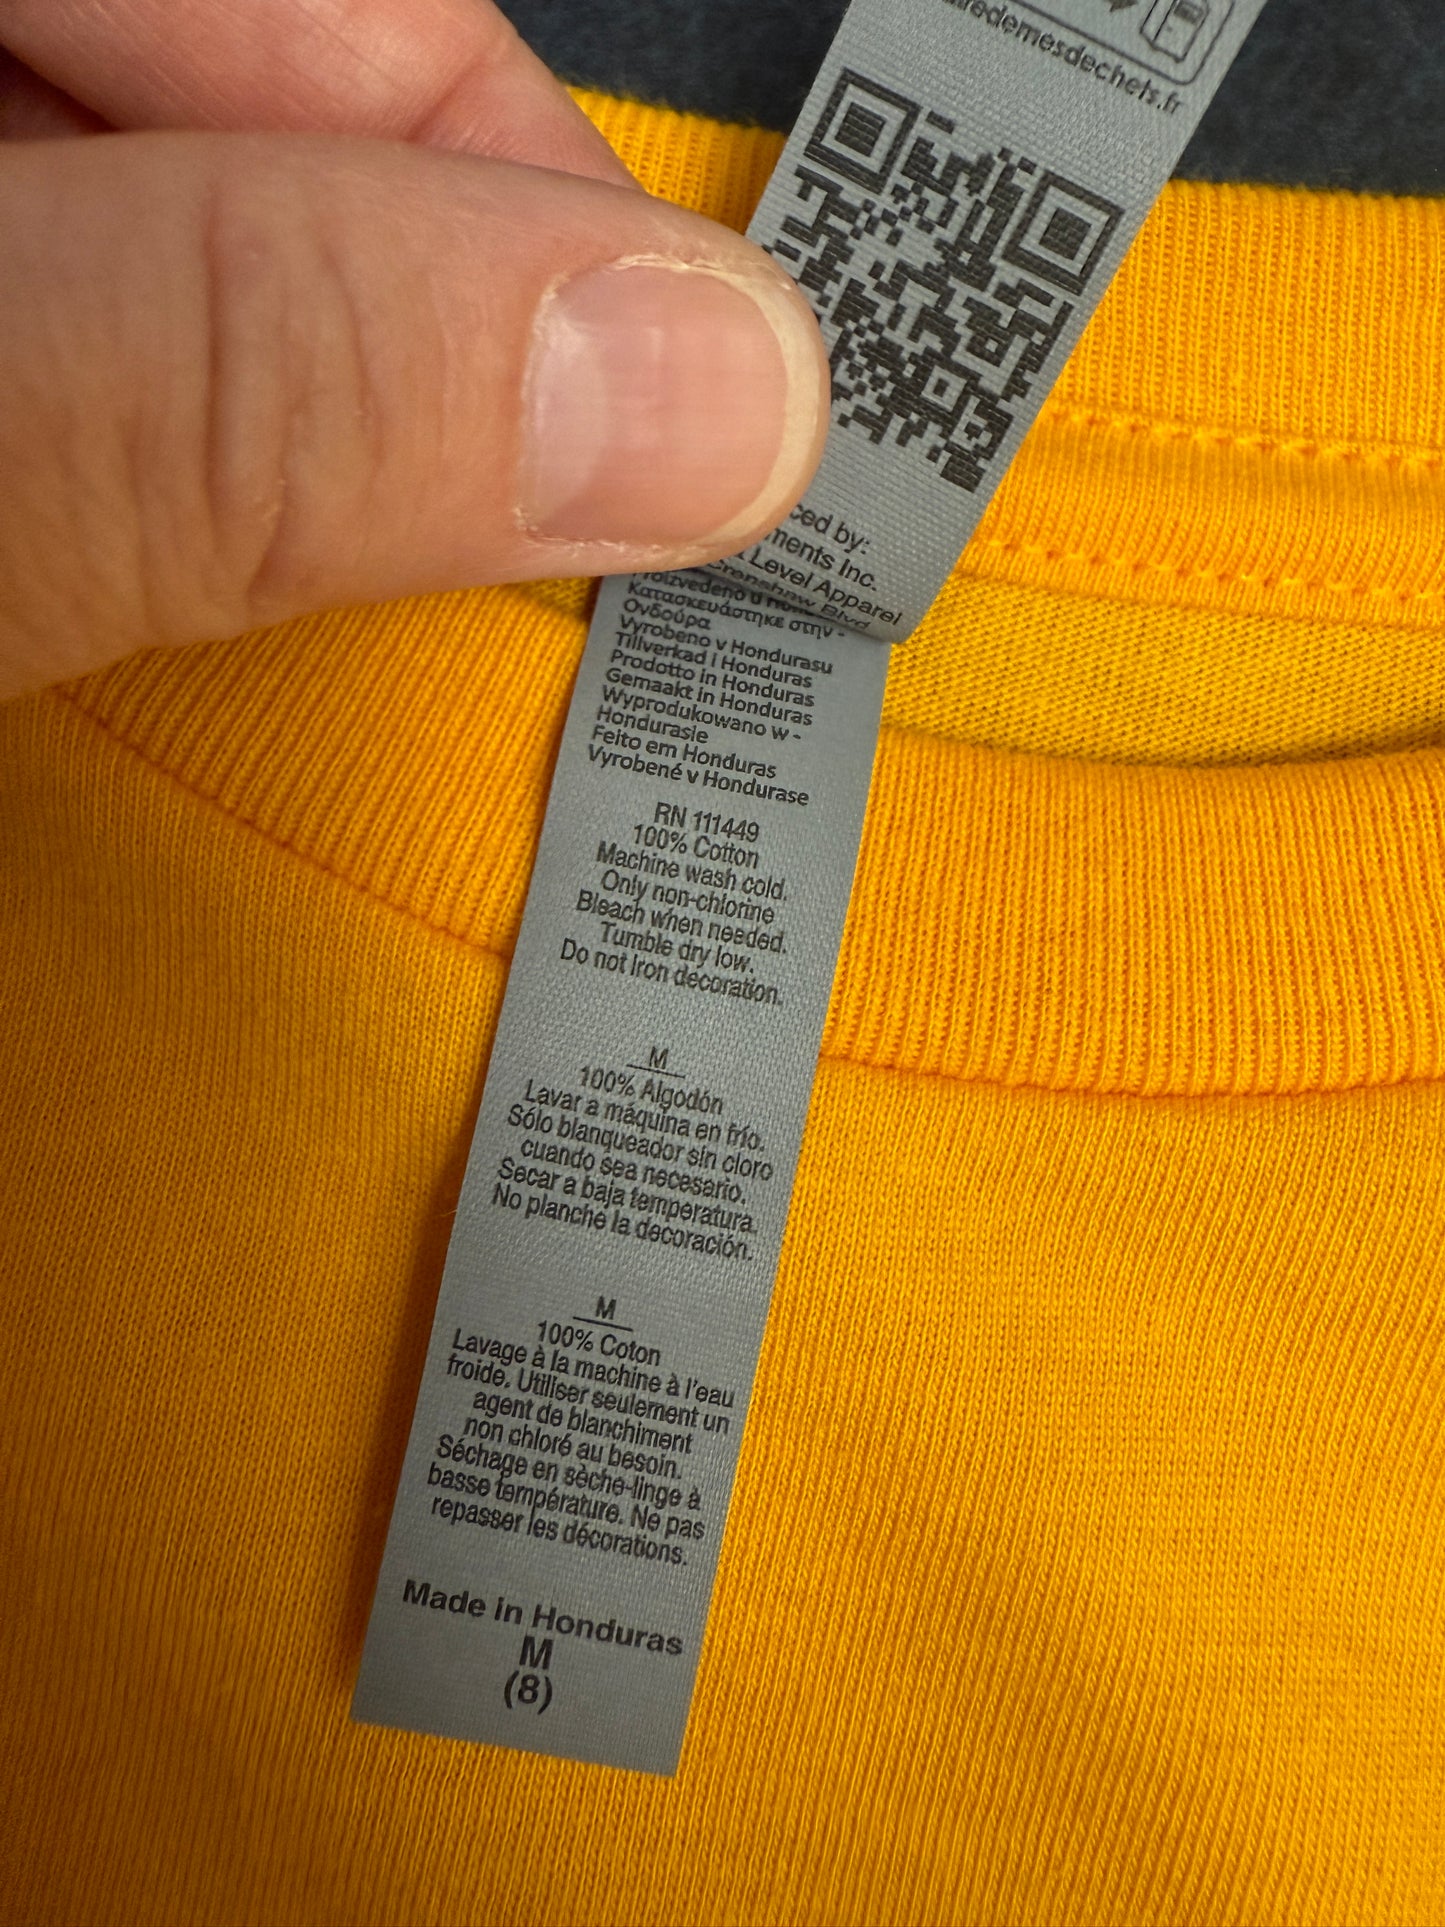 ced by:
ments Inc.
Level Apparel
Crenshaw Blvd
Κατασκευάστηκε στην -
Ονδούρα
Vyrobeno v Hondurasu
Tillverkad i Honduras
Prodotto in Honduras
Gemaakt in Honduras
Wyprodukowano w -
Hondurasie
Feito em Honduras
Vyrobené v Hondurase
RN 111449
100% Cotton
Machine wash cold.
Only non-chlorine
Bleach when needed.
Tumble dry low.
Do not Iron decoration.
M
100% Algodón
Lavar a máquina en frío.
Sólo blanqueador sin cloro
cuando sea necesario.
Secar a baja temperatura.
No planche la decoración.
M
100% Coton
Lavage à la machine à l'eau
froide. Utiliser seulement un
agent de blanchiment
non chloré au besoin.
Séchage en sèche-linge à
basse température. Ne pas
repasser les décorations.
Made in Honduras
M
(8)